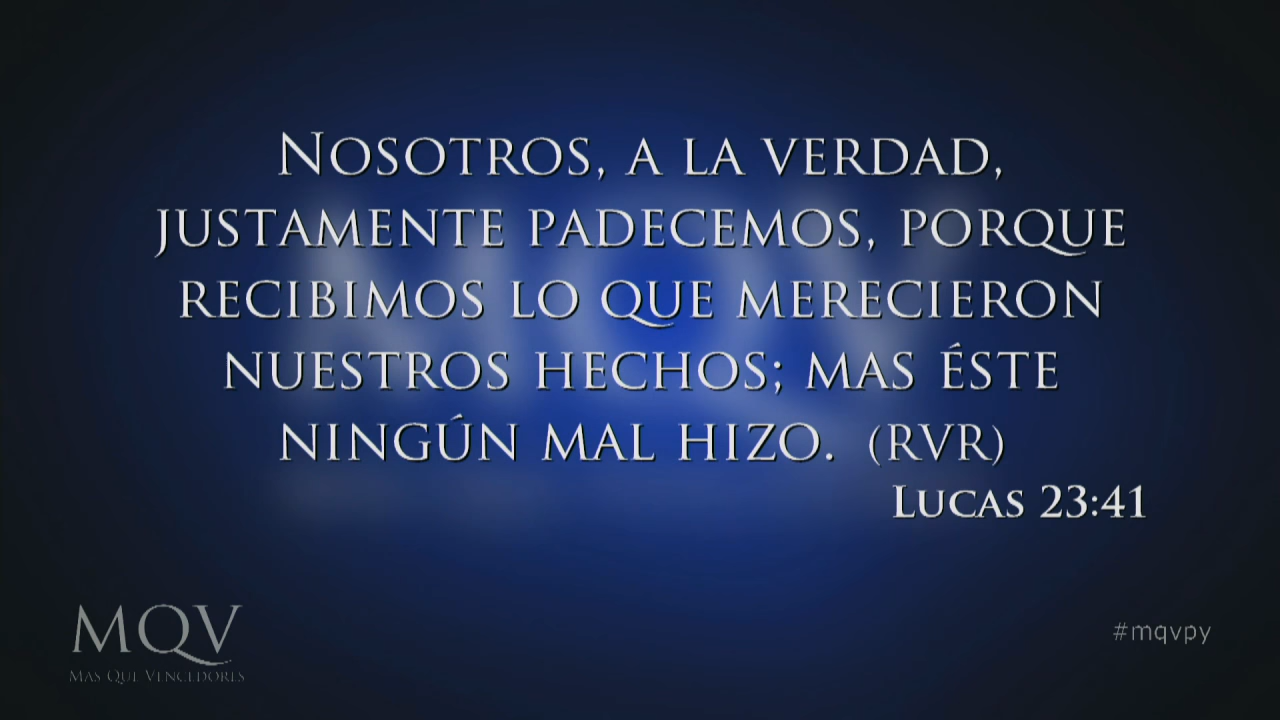 Nosotros, a la verdad,
justamente padecemos, porque
recibimos lo que merecieron
nuestros hechos; mas éste
ningún mal hizo. (RVR)
Lucas 23:41
MQV
Mas Que Vencedores
#mqvpy